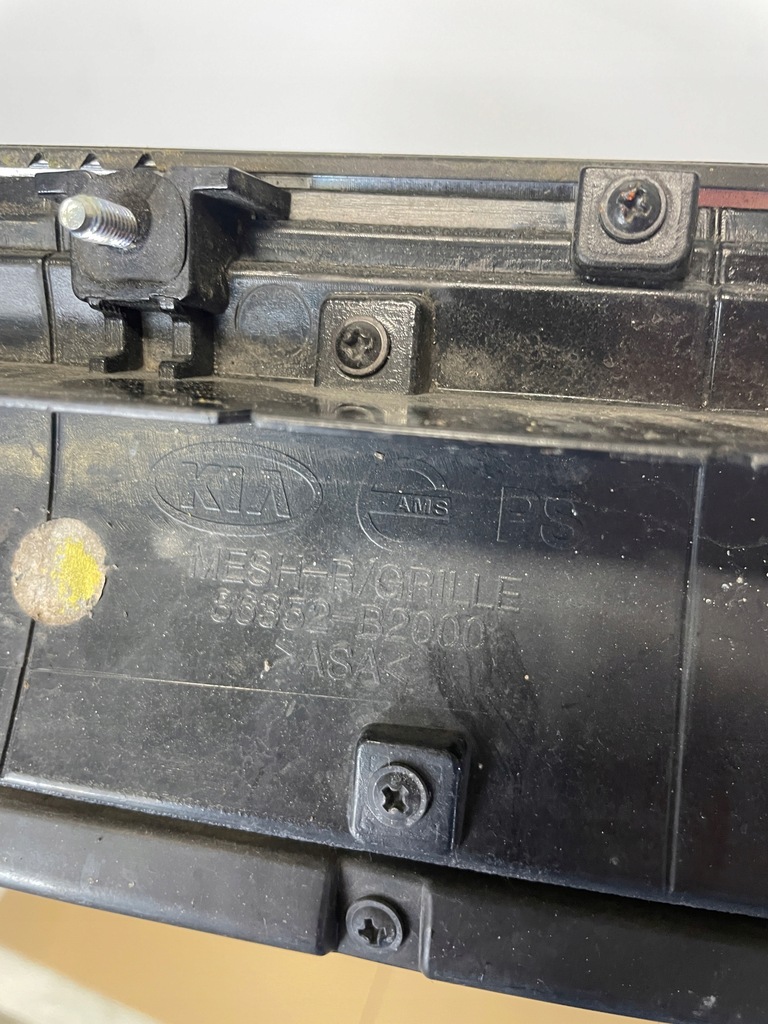 KIA AMS PS
MESH-R/GRILLE
86352-B2000
>ASA<